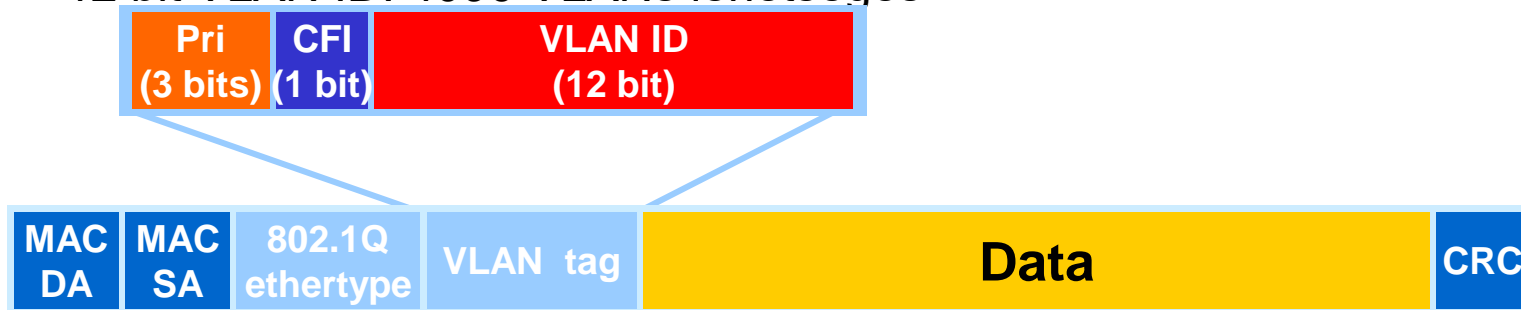 Pri CFI VLAN ID
(3 bits) (1 bit) (12 bit)
MAC MAC 802.1Q VLAN tag Data CRC
DA SA ethertype